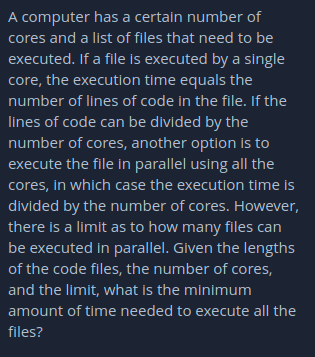 A computer has a certain number of
cores and a list of files that need to be
executed. If a file is executed by a single
core, the execution time equals the
number of lines of code in the file. If the
lines of code can be divided by the
number of cores, another option is to
execute the file in parallel using all the
cores, in which case the execution time is
divided by the number of cores. However,
there is a limit as to how many files can
be executed in parallel. Given the lengths
of the code files, the number of cores,
and the limit, what is the minimum
amount of time needed to execute all the
files?